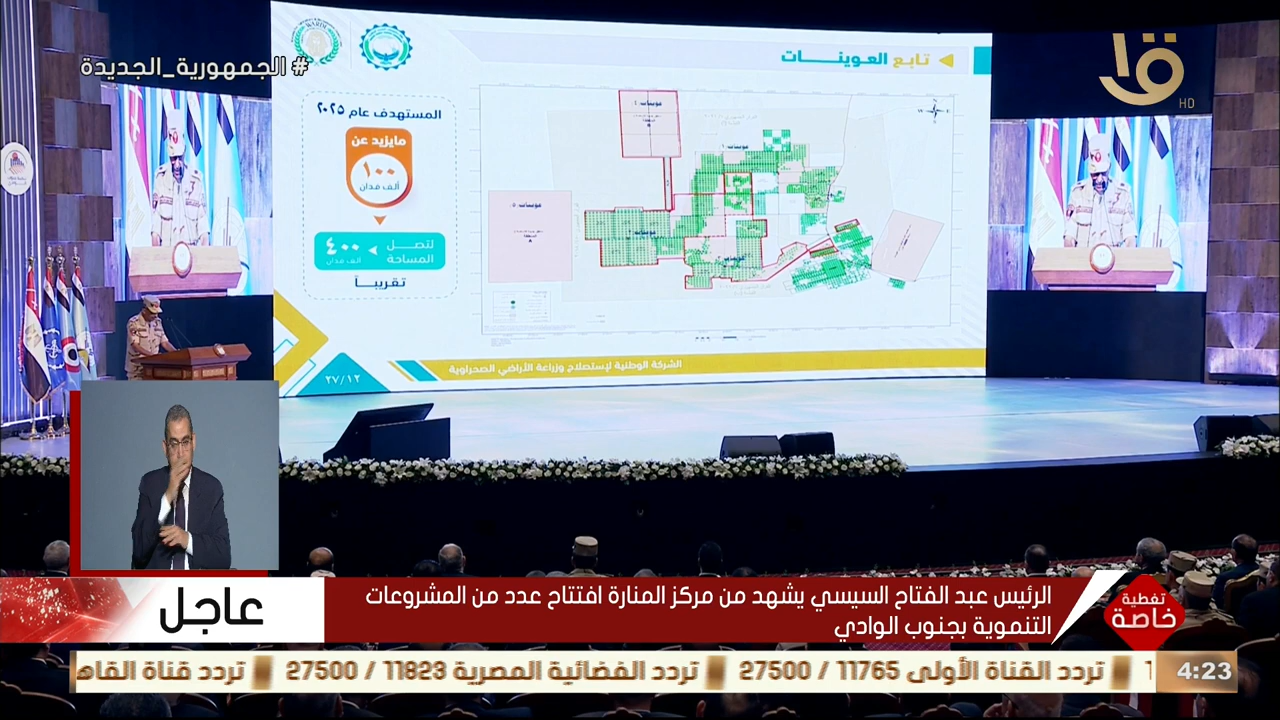 #الجمهورية_الجديدة
HD
WARDI
تابع العوينــــات
المستهدف عام ٢٠٢٥
مايزيد عن
١٠٠
ألف فدان
لتصل المساحة
٤٠٠
ألف فدان
تقريباً
الشركة الوطنية لإستصلاح وزراعة الأراضي الصحراوية
٢٧/١٢
تغطية
خاصة
عاجل
الرئيس عبد الفتاح السيسي يشهد من مركز المنارة افتتاح عدد من المشروعات
التنموية بجنوب الوادي
تردد القناة الأولى 11765 / 27500
تردد الفضائية المصرية 11823 / 27500
تردد قناة القاه
4:23